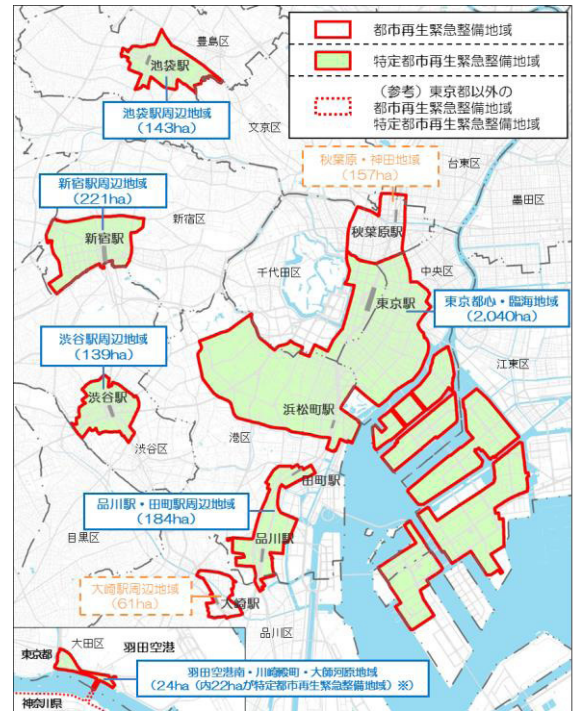 都市再生緊急整備地域
特定都市再生緊急整備地域
(参考)東京都以外の
都市再生緊急整備地域
特定都市再生緊急整備地域
豊島区
池袋駅
池袋駅周辺地域
(143ha)
文京区
秋葉原・神田地域
(157ha)
台東区
墨田区
新宿駅周辺地域
(221ha)
新宿区
新宿駅
秋葉原駅
千代田区
中央区
東京駅
東京都心・臨海地域
(2,040ha)
渋谷駅周辺地域
(139ha)
江東区
渋谷駅
浜松町駅
渋谷区
港区
田町駅
品川駅・田町駅周辺地域
(184ha)
目黒区
品川駅
大崎駅周辺地域
(61ha)
大崎駅
品川区
大田区
東京都
羽田空港
羽田空港南・川崎殿町・大師河原地域
(24ha(内22haが特定都市再生緊急整備地域)※)
神奈川県